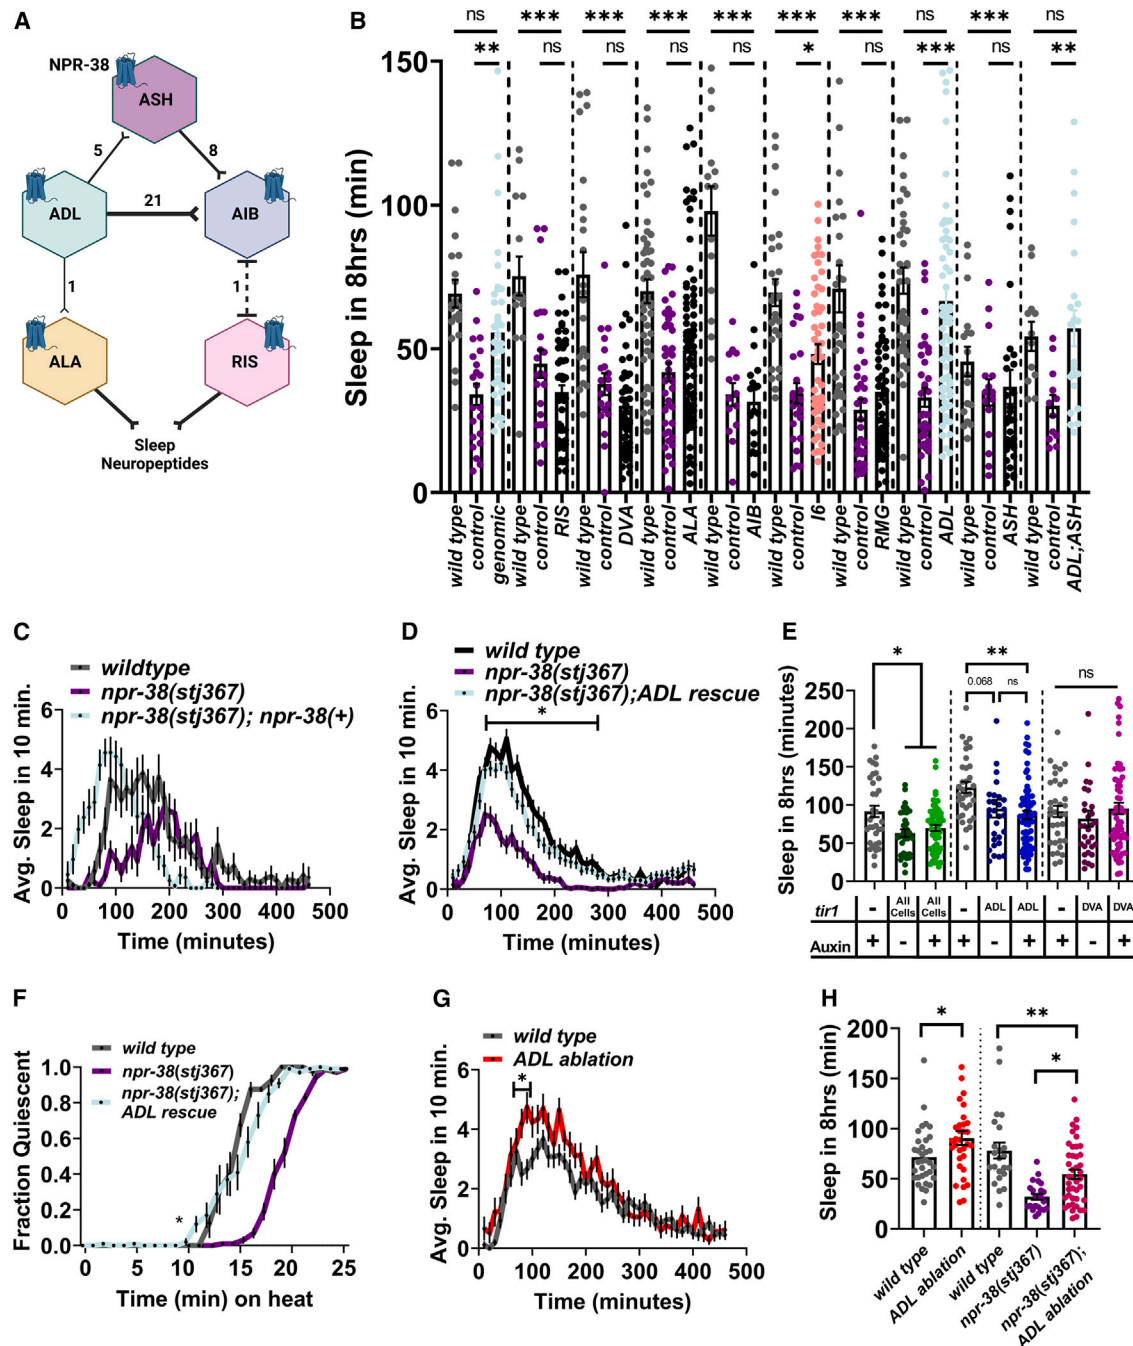 A
NPR-38
ASH
5
8
ADL
21
AIB
1
1
ALA
RIS
Sleep
Neuropeptides
B
ns *** *** *** *** *** *** ns *** ns
** ns ns ns ns * ns *** ns **
Sleep in 8hrs (min)
150
100
50
0
wild type
control
genomic
wild type
control
RIS
wild type
control
DVA
wild type
control
ALA
wild type
control
AIB
wild type
control
I6
wild type
control
RMG
wild type
control
ADL
wild type
control
ASH
wild type
control
ADL;ASH
C
wildtype
npr-38(stj367)
npr-38(stj367); npr-38(+)
Avg. Sleep in 10 min.
6
4
2
0
0 100 200 300 400 500
Time (minutes)
D
wild type
npr-38(stj367)
npr-38(stj367);ADL rescue
*
Avg. Sleep in 10 min.
6
4
2
0
0 100 200 300 400 500
Time (minutes)
E
* ** ns
0.068 ns
Sleep in 8hrs (minutes)
250
200
150
100
50
0
tir1 - All Cells All Cells - ADL ADL - DVA DVA
Auxin + - + + - + + - +
F
wild type
npr-38(stj367)
npr-38(stj367);
ADL rescue
*
Fraction Quiescent
1.0
0.8
0.6
0.4
0.2
0.0
0 5 10 15 20 25
Time (min) on heat
G
wild type
ADL ablation
*
Avg. Sleep in 10 min.
6
4
2
0
0 100 200 300 400 500
Time (minutes)
H
* **
*
Sleep in 8hrs (min)
200
150
100
50
0
wild type
ADL ablation
wild type
npr-38(stj367)
npr-38(stj367);
ADL ablation